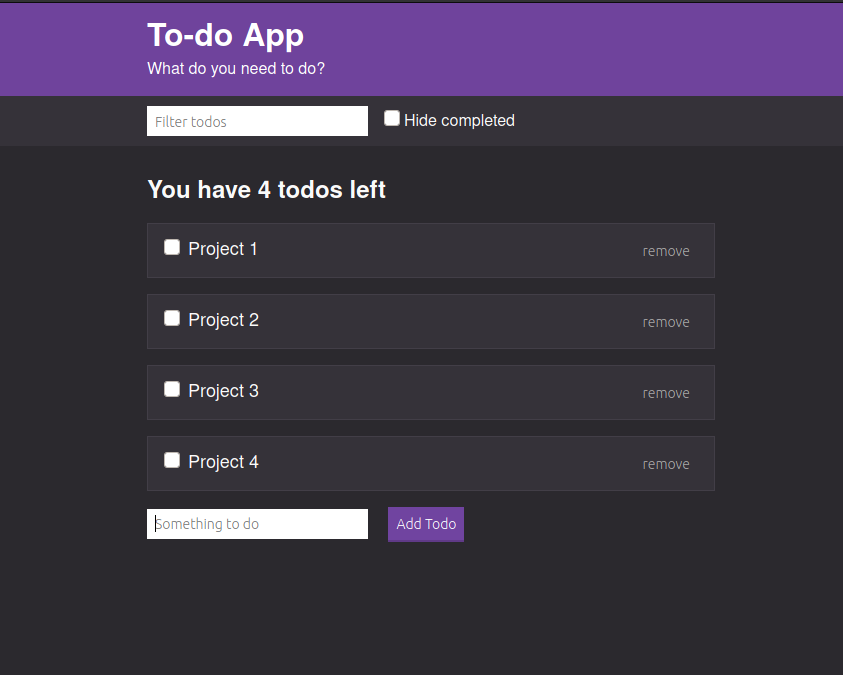 To-do App
What do you need to do?
Filter todos
Hide completed
You have 4 todos left
Project 1
remove
Project 2
remove
Project 3
remove
Project 4
remove
Something to do
Add Todo